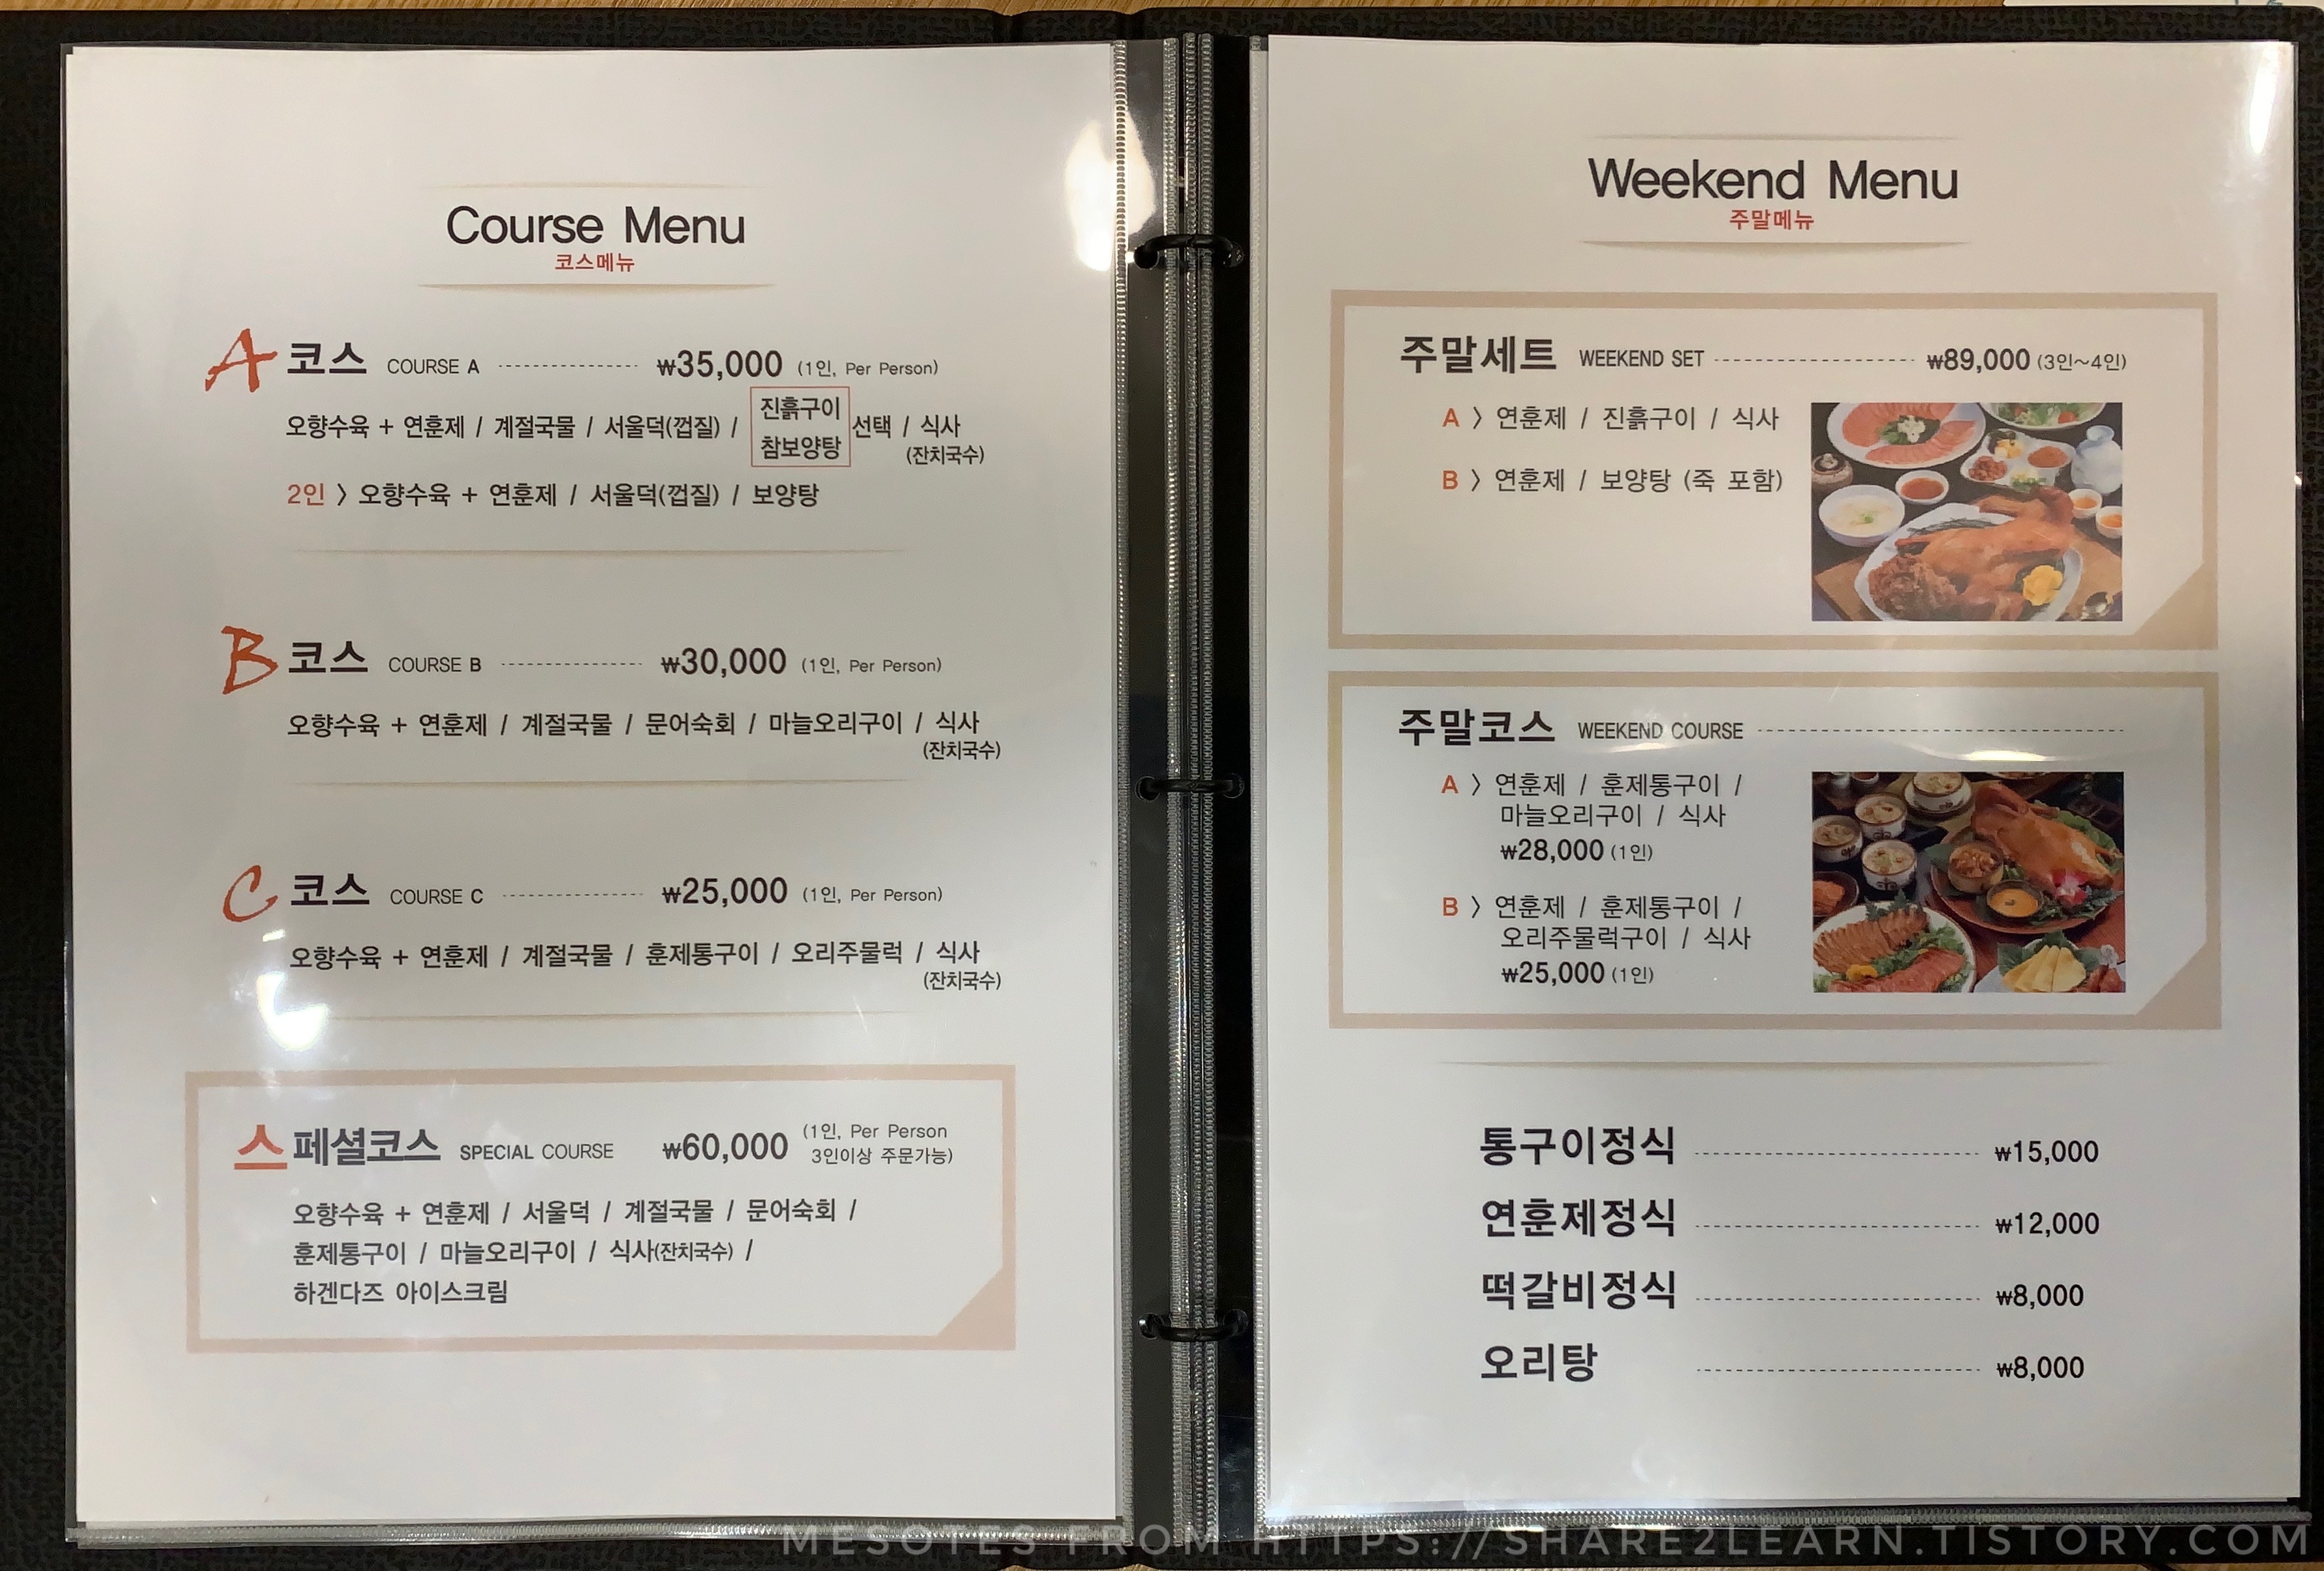 Course Menu
코스메뉴
A 코스 COURSE A ₩35,000 (1인, Per Person)
오향수육 + 연훈제 / 계절국물 / 서울덕(껍질) / 진흙구이 참보양탕 선택 / 식사
(잔치국수)
2인 〉 오향수육 + 연훈제 / 서울덕(껍질) / 보양탕
B 코스 COURSE B ₩30,000 (1인, Per Person)
오향수육 + 연훈제 / 계절국물 / 문어숙회 / 마늘오리구이 / 식사
(잔치국수)
C 코스 COURSE C ₩25,000 (1인, Per Person)
오향수육 + 연훈제 / 계절국물 / 훈제통구이 / 오리주물럭 / 식사
(잔치국수)
스페셜코스 SPECIAL COURSE ₩60,000 (1인, Per Person
3인이상 주문가능)
오향수육 + 연훈제 / 서울덕 / 계절국물 / 문어숙회 /
훈제통구이 / 마늘오리구이 / 식사(잔치국수) /
하겐다즈 아이스크림
Weekend Menu
주말메뉴
주말세트 WEEKEND SET ₩89,000 (3인~4인)
A 〉 연훈제 / 진흙구이 / 식사
B 〉 연훈제 / 보양탕 (죽 포함)
주말코스 WEEKEND COURSE
A 〉 연훈제 / 훈제통구이 /
마늘오리구이 / 식사
₩28,000 (1인)
B 〉 연훈제 / 훈제통구이 /
오리주물럭구이 / 식사
₩25,000 (1인)
통구이정식 ₩15,000
연훈제정식 ₩12,000
떡갈비정식 ₩8,000
오리탕 ₩8,000
MESOTES FROM HTTPS://SHARE2LEARN.TISTORY.COM